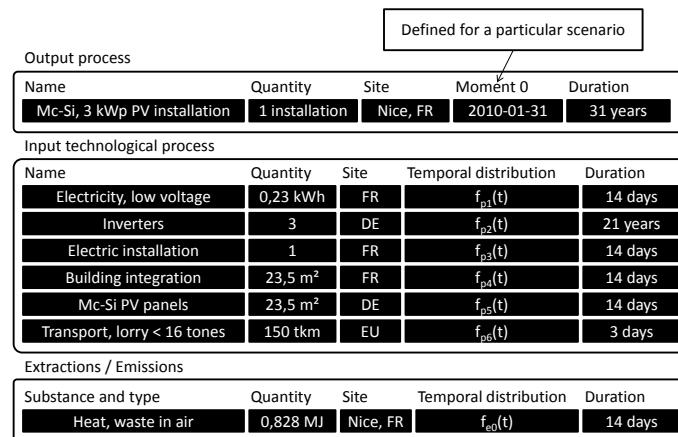 Defined for a particular scenario
Output process
Name Quantity Site Moment 0 Duration
Mc-Si, 3 kWp PV installation 1 installation Nice, FR 2010-01-31 31 years
Input technological process
Name Quantity Site Temporal distribution Duration
Electricity, low voltage 0,23 kWh FR fp1(t) 14 days
Inverters 3 DE fp2(t) 21 years
Electric installation 1 FR fp3(t) 14 days
Building integration 23,5 m² FR fp4(t) 14 days
Mc-Si PV panels 23,5 m² DE fp5(t) 14 days
Transport, lorry < 16 tones 150 tkm EU fp6(t) 3 days
Extractions / Emissions
Substance and type Quantity Site Temporal distribution Duration
Heat, waste in air 0,828 MJ Nice, FR fe0(t) 14 days